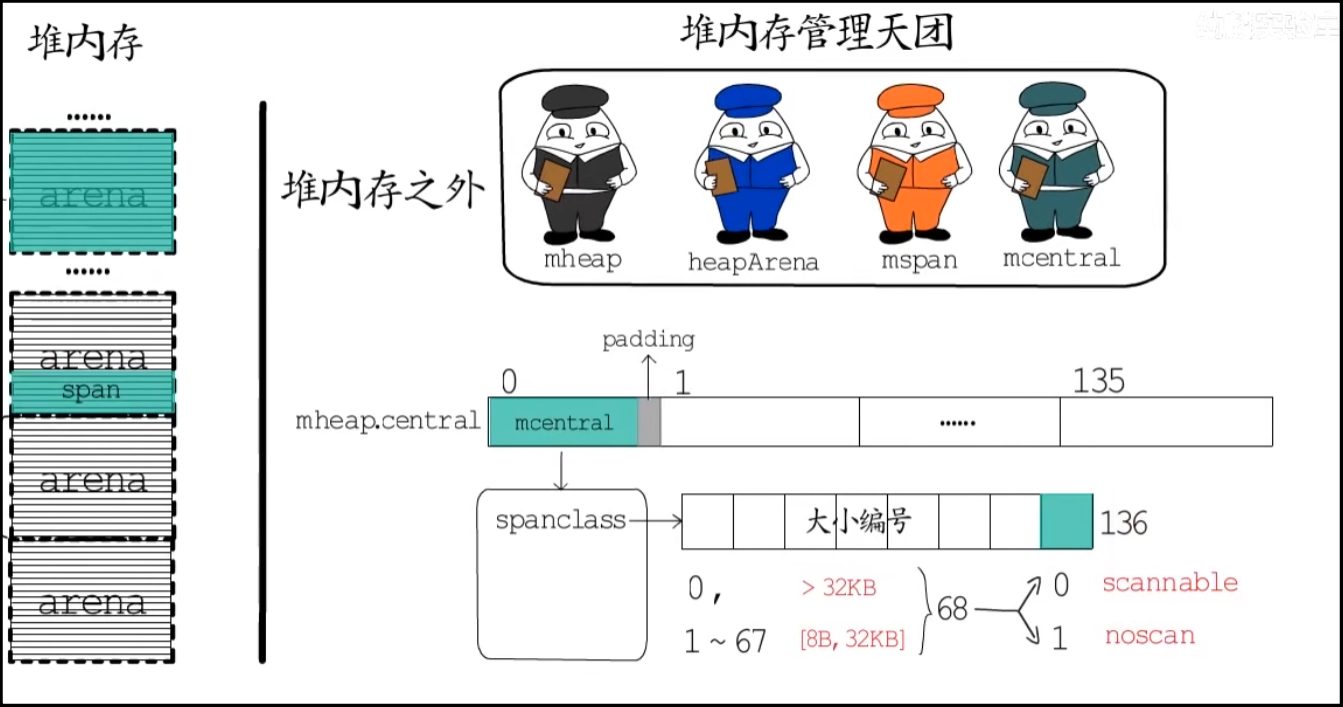 堆内存
堆内存管理天团
......
arena
......
arena
span
arena
arena
堆内存之外
mheap
heapArena
mspan
mcentral
padding
0
1
135
mheap.central
mcentral
......
spanclass
大小编号
136
0,
> 32KB
1 ~ 67
[8B, 32KB]
68
0
scannable
1
noscan